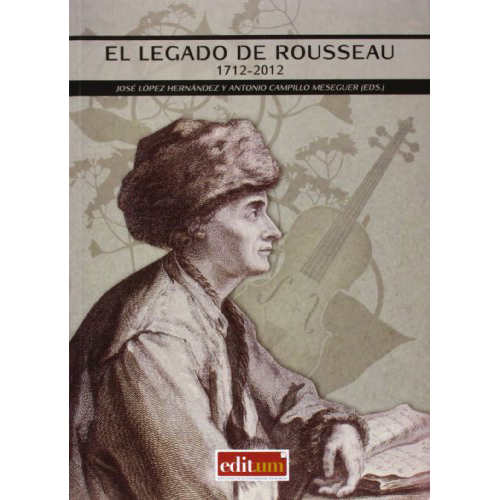 EL LEGADO DE ROUSSEAU
1712-2012
JOSÉ LÓPEZ HERNÁNDEZ Y ANTONIO CAMPILLO MESEGUER (EDS.)
editum